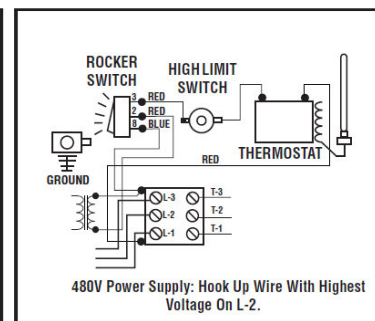 ROCKER
SWITCH
HIGH LIMIT
SWITCH
3 RED
2 RED
8 BLUE
THERMOSTAT
RED
GROUND
L-3 T-3
L-2 T-2
L-1 T-1
480V Power Supply: Hook Up Wire With Highest
Voltage On L-2.